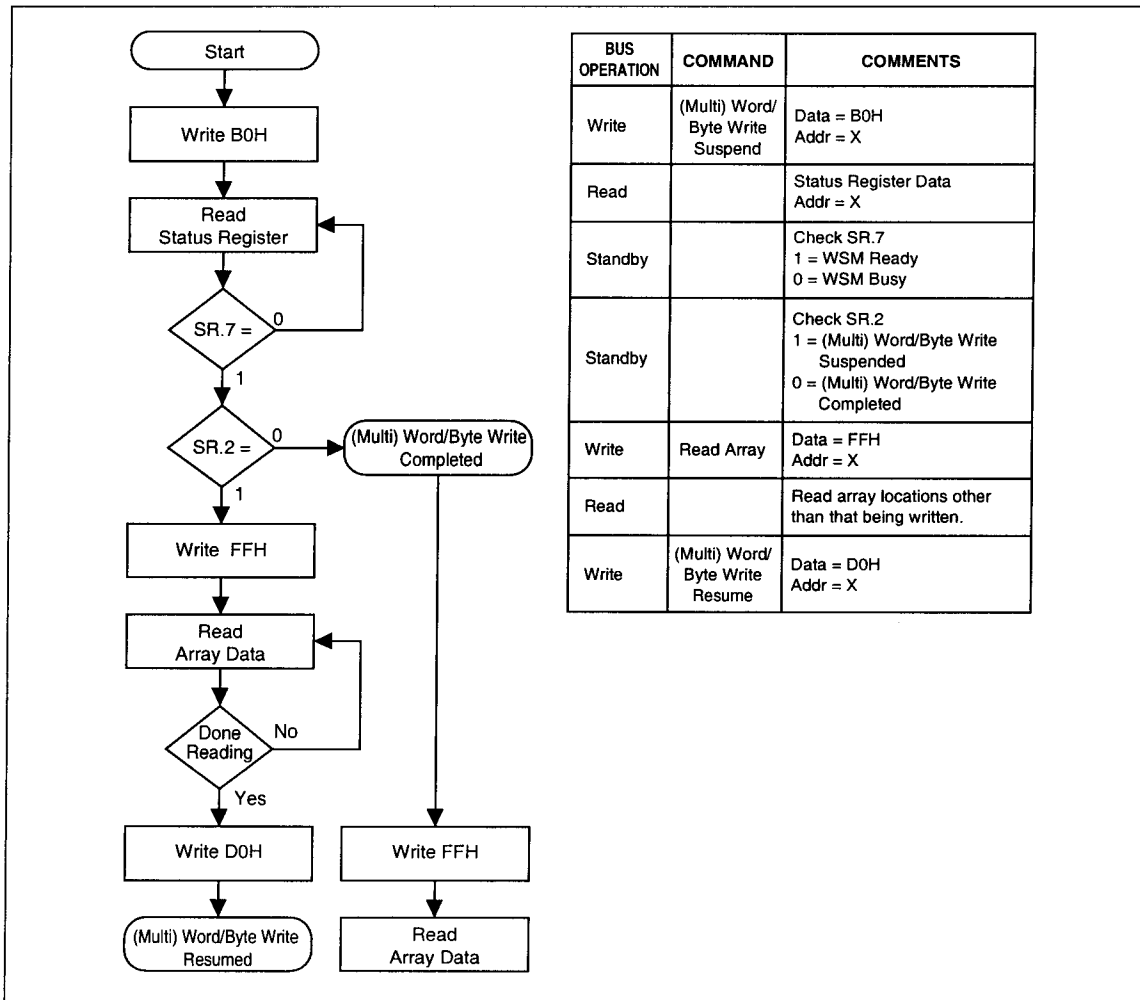 Start
Write B0H
Read
Status Register
SR.7 =
0
1
SR.2 =
0
1
(Multi) Word/Byte Write
Completed
Write FFH
Read
Array Data
Done
Reading
No
Yes
Write D0H
(Multi) Word/Byte Write
Resumed
Write FFH
Read
Array Data
BUS
OPERATION
COMMAND
COMMENTS
Write
(Multi) Word/
Byte Write
Suspend
Data = B0H
Addr = X
Read
Status Register Data
Addr = X
Standby
Check SR.7
1 = WSM Ready
0 = WSM Busy
Standby
Check SR.2
1 = (Multi) Word/Byte Write
Suspended
0 = (Multi) Word/Byte Write
Completed
Write
Read Array
Data = FFH
Addr = X
Read
Read array locations other
than that being written.
Write
(Multi) Word/
Byte Write
Resume
Data = D0H
Addr = X